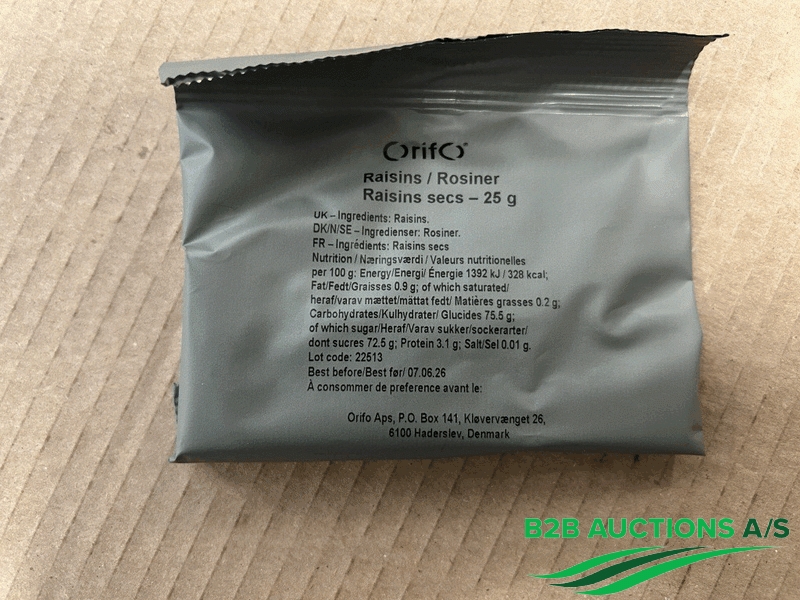 Orifo
Raisins / Rosiner
Raisins secs – 25 g
UK – Ingredients: Raisins.
DK/N/SE – Ingredienser: Rosiner.
FR – Ingrédients: Raisins secs
Nutrition / Næringsværdi / Valeurs nutritionelles
per 100 g: Energy/Energi/ Énergie 1392 kJ / 328 kcal;
Fat/Fedt/Graisses 0.9 g; of which saturated/
heraf/varav mættet/mättat fedt/ Matières grasses 0.2 g;
Carbohydrates/Kulhydrater/ Glucides 75.5 g;
of which sugar/Heraf/Varav sukker/sockerarter/
dont sucres 72.5 g; Protein 3.1 g; Salt/Sel 0.01 g.
Lot code: 22513
Best before/Best før/ 07.06.26
À consommer de preference avant le:
Orifo Aps, P.O. Box 141, Kløvervænget 26,
6100 Haderslev, Denmark
B2B AUCTIONS A/S